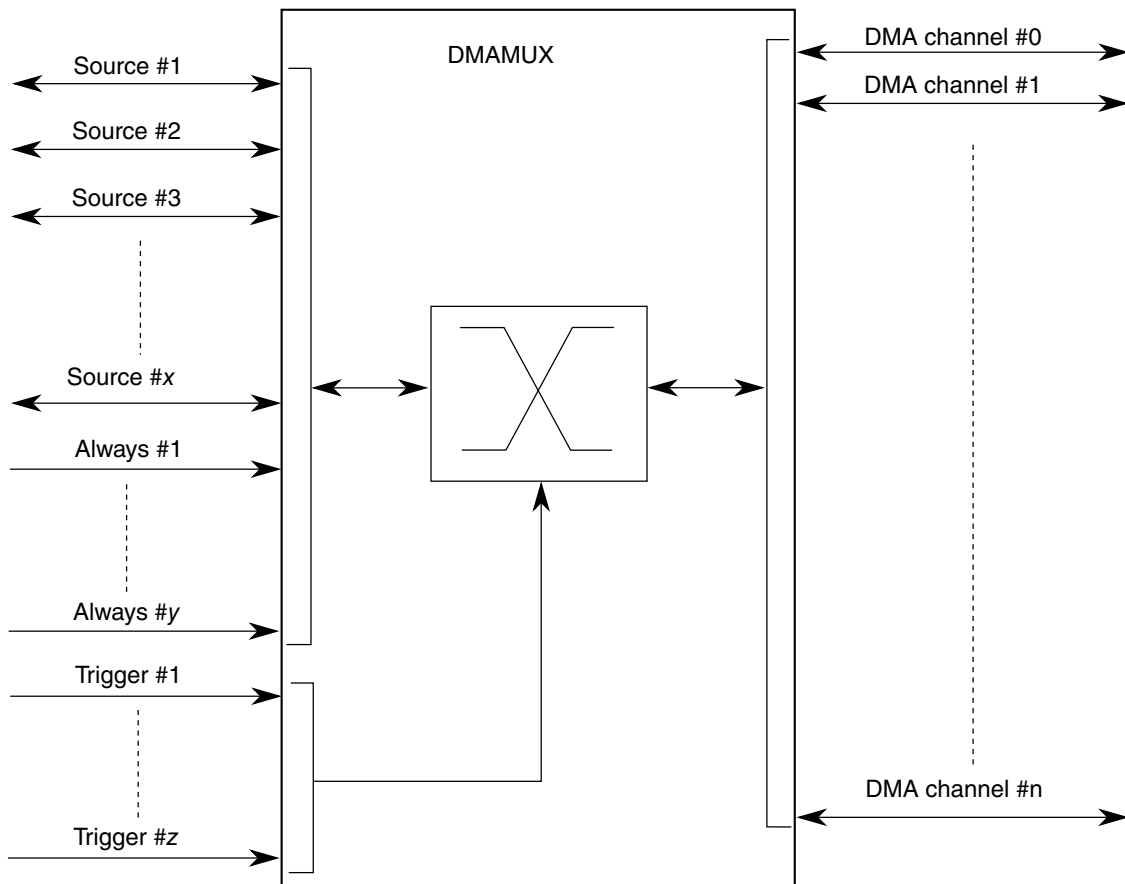 DMAMUX
Source #1
Source #2
Source #3
Source #x
Always #1
Always #y
Trigger #1
Trigger #z
DMA channel #0
DMA channel #1
DMA channel #n